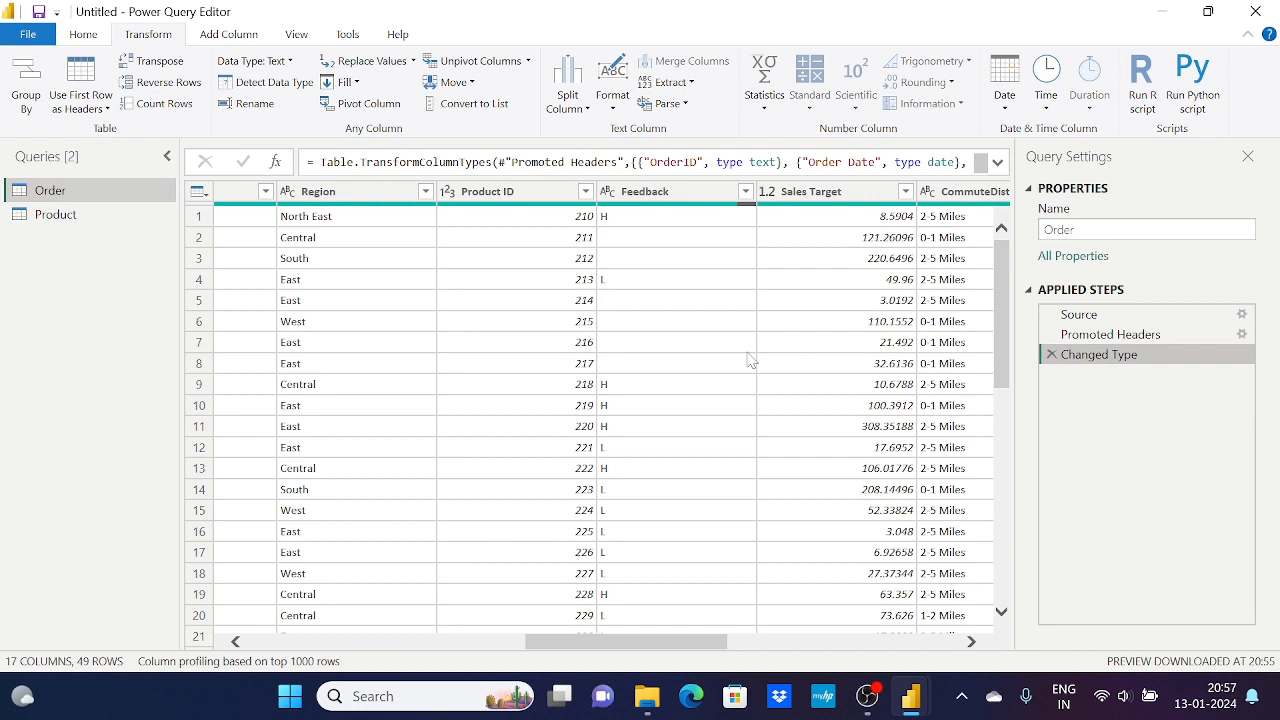 Untitled - Power Query Editor
File Home Transform Add Column View Tools Help
Group By
Use First Row as Headers
Transpose
Reverse Rows
Count Rows
Table
Data Type: Text
Detect Data Type
Rename
Replace Values
Fill
Pivot Column
Unpivot Columns
Move
Convert to List
Any Column
Split Column
Format
Merge Columns
Extract
Parse
Text Column
Statistics
Standard
Scientific
Trigonometry
Rounding
Information
Number Column
Date
Time
Duration
Date & Time Column
Run R script
Run Python script
Scripts
Queries [2]
Order
Product
= Table.TransformColumnTypes(#"Promoted Headers",{{"OrderID", type text}, {"Order Date", type date},
Region Product ID Feedback Sales Target CommuteDist
1 North East 210 H 8.5904 2-5 Miles
2 Central 211 121.26096 0-1 Miles
3 South 212 220.6496 2-5 Miles
4 East 213 L 49.96 2-5 Miles
5 East 214 3.0192 2-5 Miles
6 West 215 110.1552 0-1 Miles
7 East 216 21.492 0-1 Miles
8 East 217 32.6136 0-1 Miles
9 Central 218 H 10.6788 2-5 Miles
10 East 219 H 100.3912 0-1 Miles
11 East 220 H 308.35188 2-5 Miles
12 East 221 L 17.6952 2-5 Miles
13 Central 222 H 106.01776 2-5 Miles
14 South 223 L 208.14496 0-1 Miles
15 West 224 L 52.33824 0-1 Miles
16 East 225 L 3.048 2-5 Miles
17 East 226 L 6.92658 2-5 Miles
18 West 227 L 27.37344 2-5 Miles
19 Central 228 H 63.357 2-5 Miles
20 Central 229 L 73.626 1-2 Miles
21
Query Settings
PROPERTIES
Name
Order
All Properties
APPLIED STEPS
Source
Promoted Headers
Changed Type
17 COLUMNS, 49 ROWS Column profiling based on top 1000 rows
PREVIEW DOWNLOADED AT 20:55
Search
ENG
IN
20:57
13-01-2024